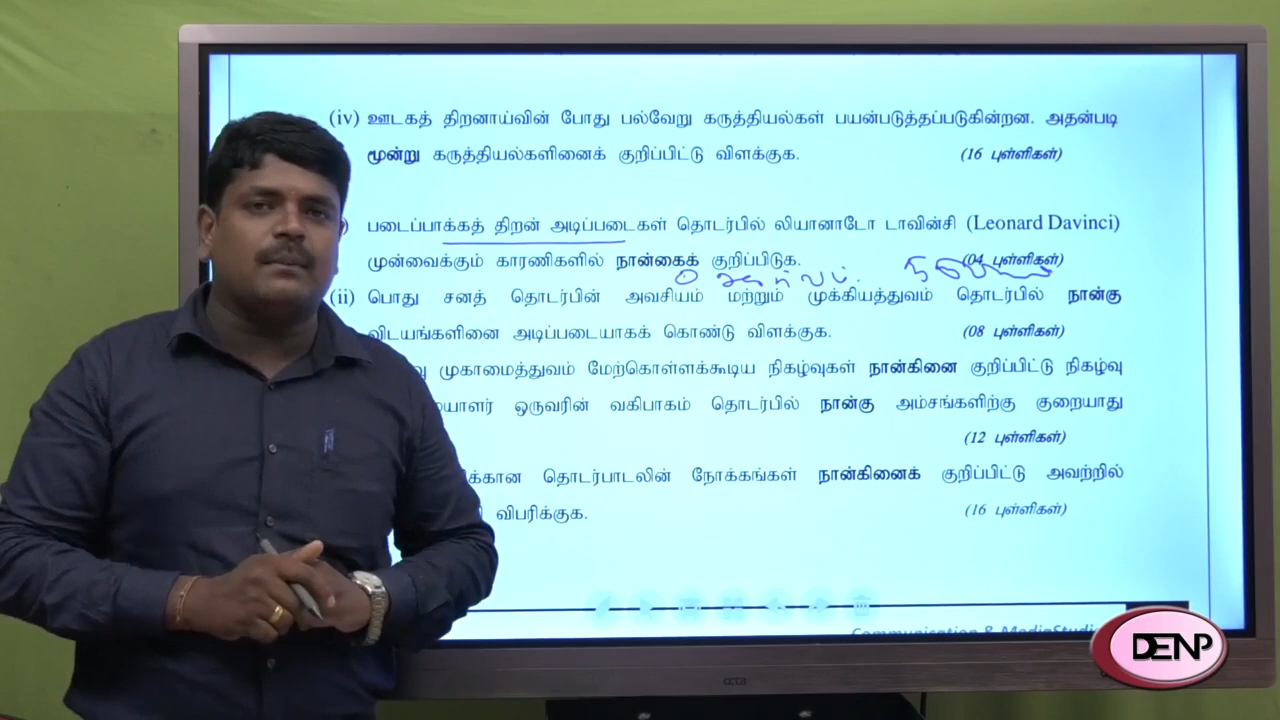 (iv) ஊடகத் திறனாய்வின் போது பல்வேறு கருத்தியல்கள் பயன்படுத்தப்படுகின்றன. அதன்படி
மூன்று கருத்தியல்களினைக் குறிப்பிட்டு விளக்குக. (16 புள்ளிகள்)
) படைப்பாக்கத் திறன் அடிப்படைகள் தொடர்பில் லியானாடோ டாவின்சி (Leonard Davinci)
முன்வைக்கும் காரணிகளில் நான்கைக் குறிப்பிடுக. (04 புள்ளிகள்)
(ii) பொது சனத் தொடர்பின் அவசியம் மற்றும் முக்கியத்துவம் தொடர்பில் நான்கு
விடயங்களினை அடிப்படையாகக் கொண்டு விளக்குக. (08 புள்ளிகள்)
முகாமைத்துவம் மேற்கொள்ளக்கூடிய நிகழ்வுகள் நான்கினை குறிப்பிட்டு நிகழ்வு
ஒருவரின் வகிபாகம் தொடர்பில் நான்கு அம்சங்களிற்கு குறையாது
(12 புள்ளிகள்)
தொடர்பாடலின் நோக்கங்கள் நான்கினைக் குறிப்பிட்டு அவற்றில்
விபரிக்குக. (16 புள்ளிகள்)
Communication & MediaStudi
DENP